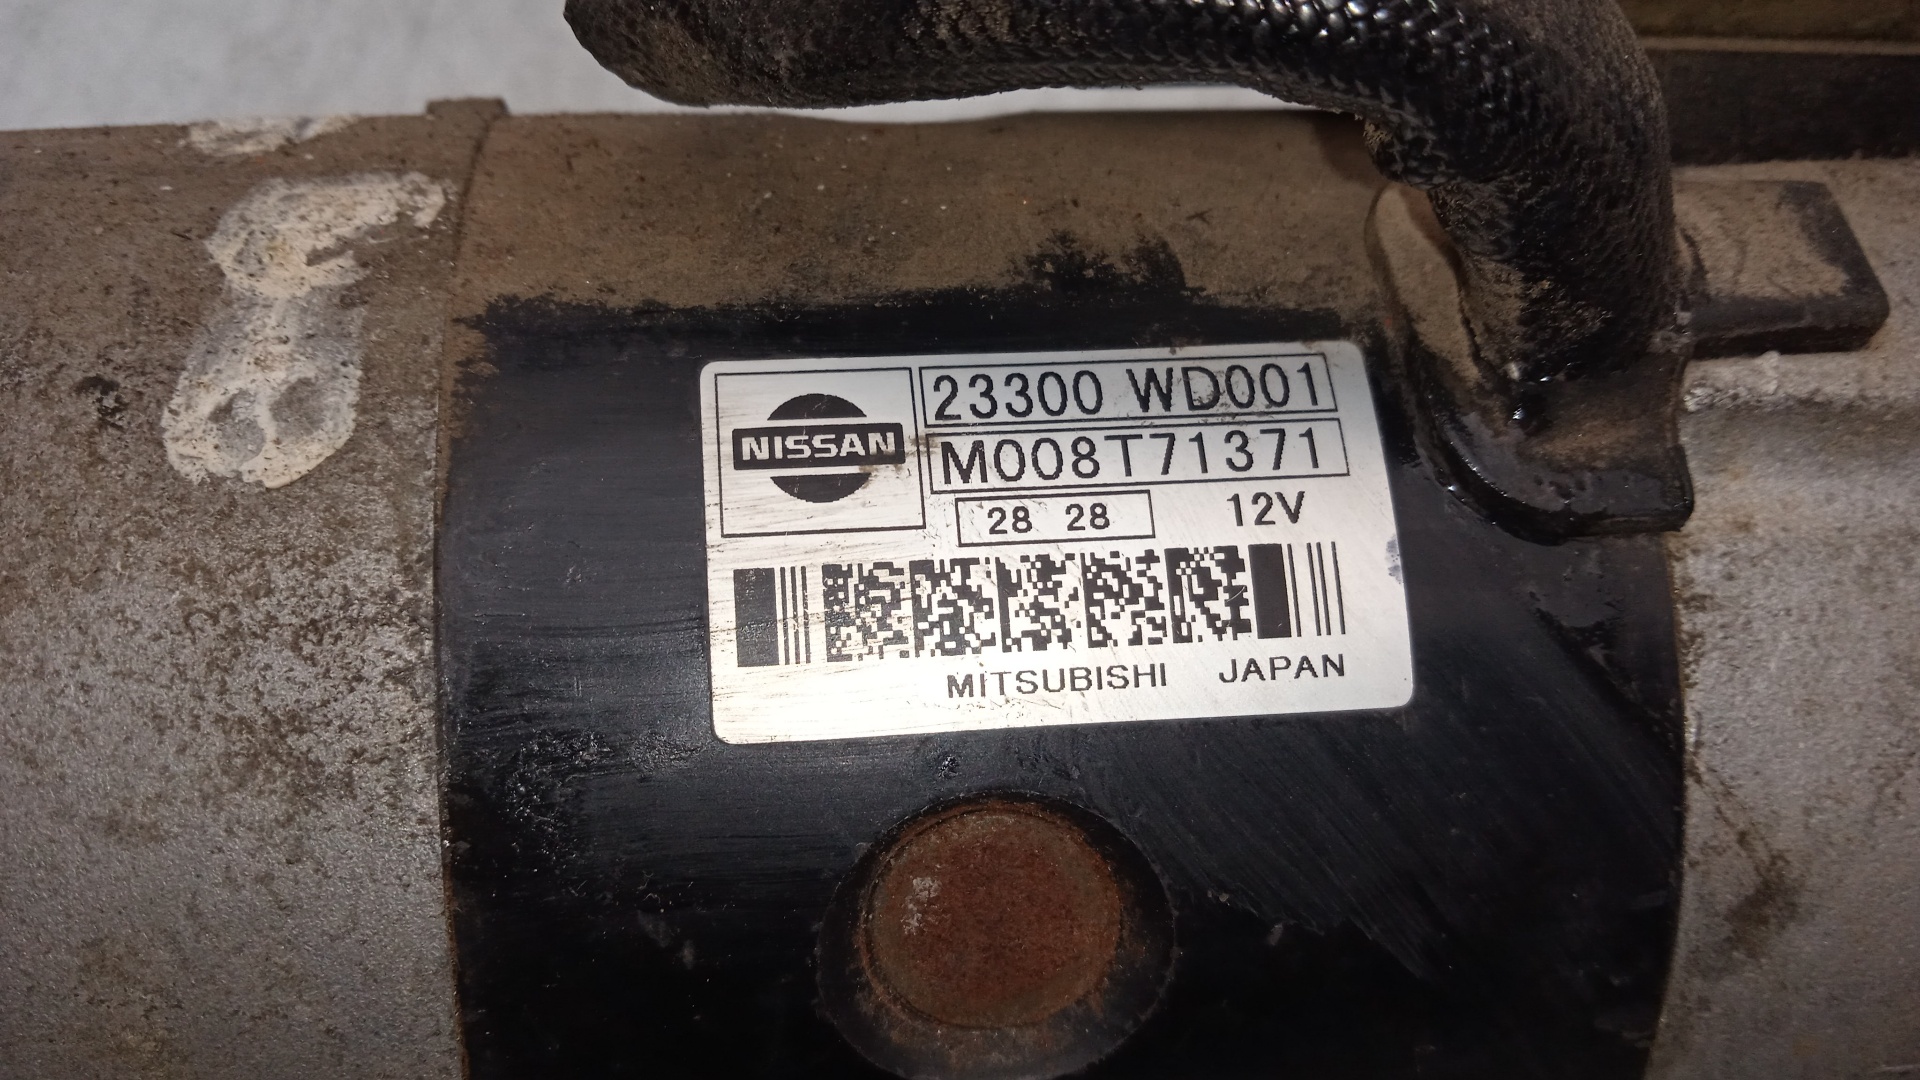 NISSAN
23300 WD001
M008T71371
28 28
12V
MITSUBISHI JAPAN